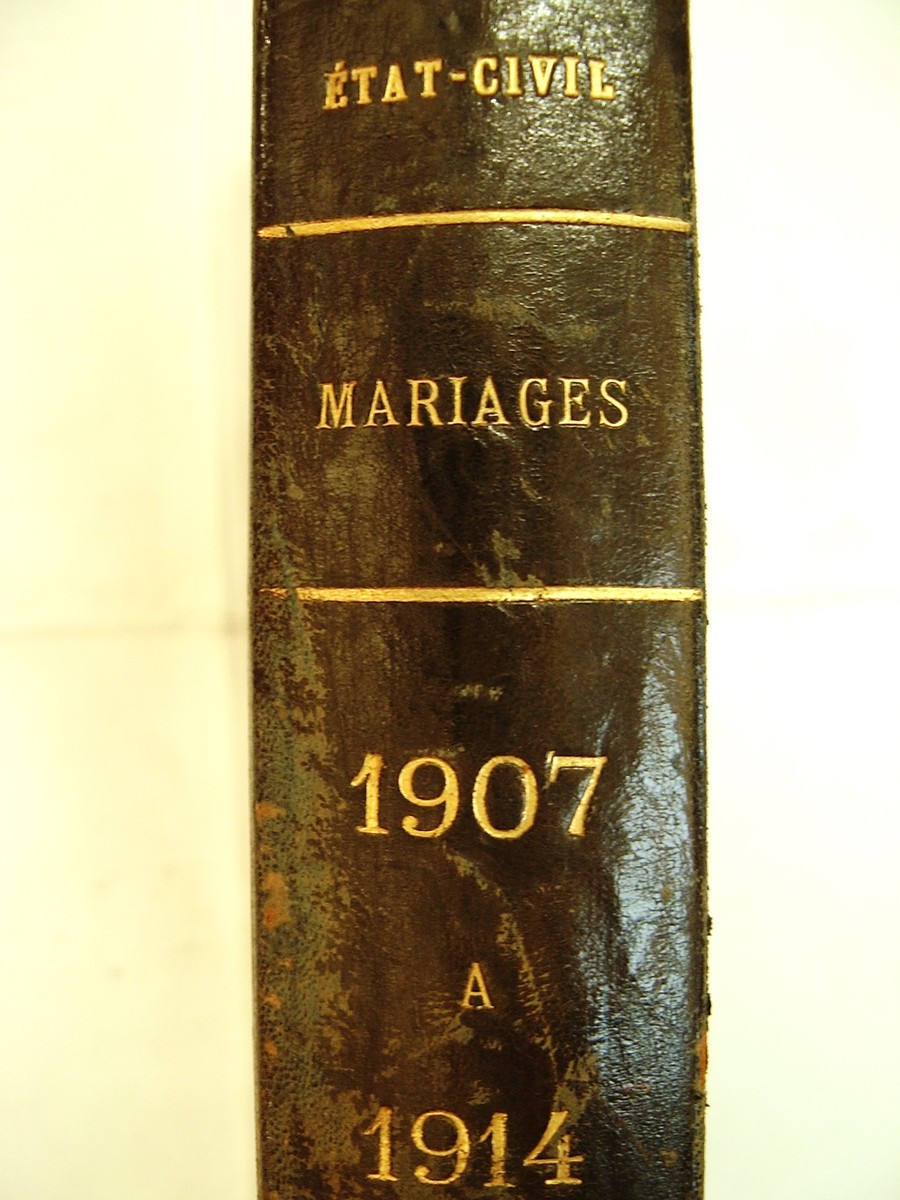 ÉTAT-CIVIL
MARIAGES
1907
A
1914